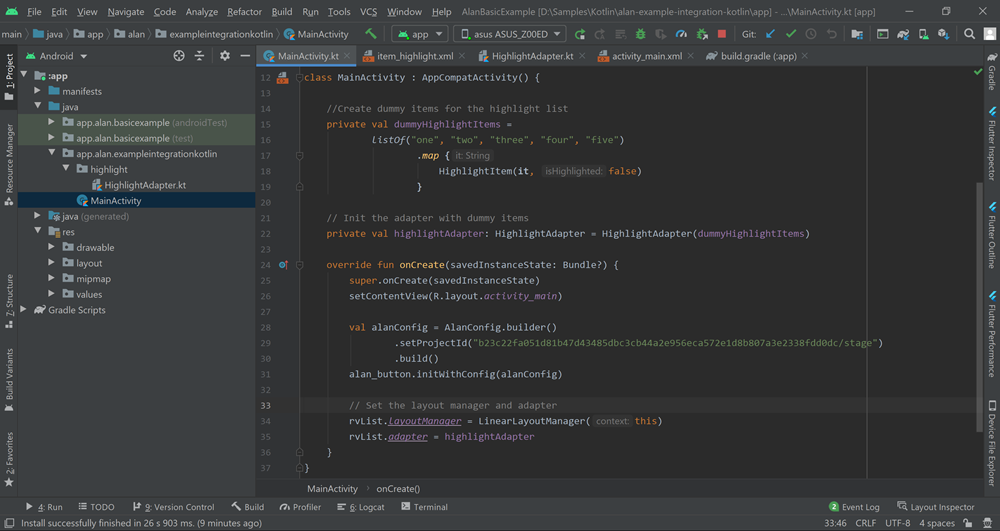 File Edit View Navigate Code Analyze Refactor Build Run Tools VCS Window Help AlanBasicExample [D:\Samples\Kotlin\alan-example-integration-kotlin\app] - ...\MainActivity.kt [app]
main java app alan exampleintegrationkotlin MainActivity app asus ASUS_Z00ED Git:
Android
MainActivity.kt item_highlight.xml HighlightAdapter.kt activity_main.xml build.gradle (:app)
1: Project
Resource Manager
7: Structure
Build Variants
2: Favorites
:app
manifests
java
app.alan.basicexample (androidTest)
app.alan.basicexample (test)
app.alan.exampleintegrationkotlin
highlight
HighlightAdapter.kt
MainActivity
java (generated)
res
drawable
layout
mipmap
values
Gradle Scripts
12 class MainActivity : AppCompatActivity() {
13
14 //Create dummy items for the highlight list
15 private val dummyHighlightItems =
16 listOf("one", "two", "three", "four", "five")
17 .map { it: String
18 HighlightItem(it, isHighlighted: false)
19 }
20
21 // Init the adapter with dummy items
22 private val highlightAdapter: HighlightAdapter = HighlightAdapter(dummyHighlightItems)
23
24 override fun onCreate(savedInstanceState: Bundle?) {
25 super.onCreate(savedInstanceState)
26 setContentView(R.layout.activity_main)
27
28 val alanConfig = AlanConfig.builder()
29 .setProjectId("b23c22fa051d81b47d43485dbc3cb44a2e956eca572e1d8b807a3e2338fdd0dc/stage")
30 .build()
31 alan_button.initWithConfig(alanConfig)
32
33 // Set the layout manager and adapter
34 rvList.layoutManager = LinearLayoutManager( context: this)
35 rvList.adapter = highlightAdapter
36 }
37 }
Gradle
Flutter Inspector
Flutter Outline
Flutter Performance
Device File Explorer
MainActivity onCreate()
4: Run TODO 9: Version Control Build Profiler 6: Logcat Terminal 2 Event Log Layout Inspector
Install successfully finished in 26 s 903 ms. (9 minutes ago) 33:46 CRLF UTF-8 4 spaces